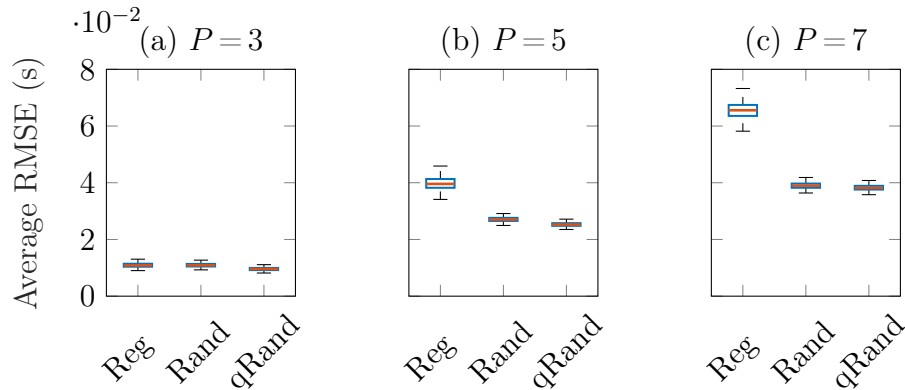 ·10⁻²
(a) P = 3
(b) P = 5
(c) P = 7
Average RMSE (s)
8
6
4
2
0
Reg
Rand
qRand
Reg
Rand
qRand
Reg
Rand
qRand